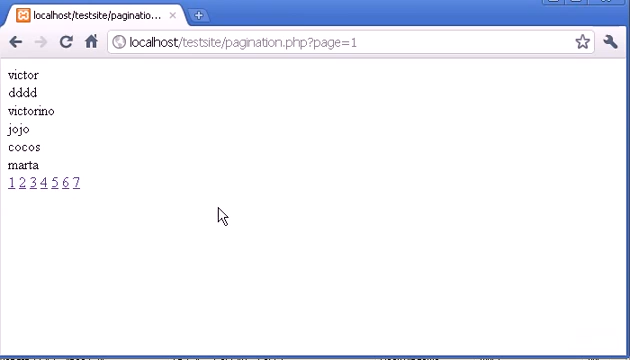 localhost/testsite/paginatio...
localhost/testsite/pagination.php?page=1
victor
dddd
victorino
jojo
cocos
marta
1 2 3 4 5 6 7